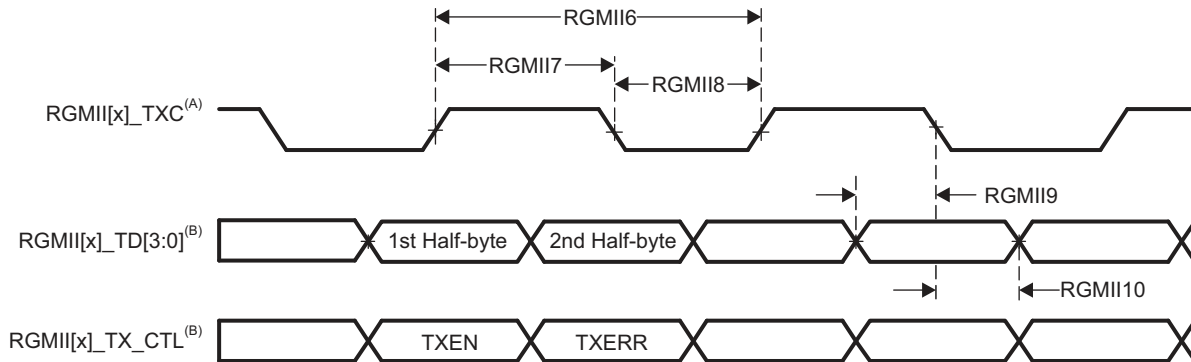 RGMII6
RGMII7
RGMII8
RGMII[x]_TXC(A)
RGMII9
RGMII[x]_TD[3:0](B)
1st Half-byte
2nd Half-byte
RGMII10
RGMII[x]_TX_CTL(B)
TXEN
TXERR